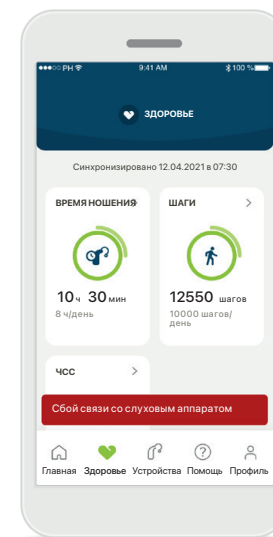 ●●●○○ PH 9:41 AM 100 %
ЗДОРОВЬЕ
Синхронизировано 12.04.2021 в 07:30
ВРЕМЯ НОШЕНИЯ
10 ч 30 мин
8 ч/день
ШАГИ
12550 шагов
10000 шагов/
день
ЧСС
Сбой связи со слуховым аппаратом
Главная Здоровье Устройства Помощь Профиль